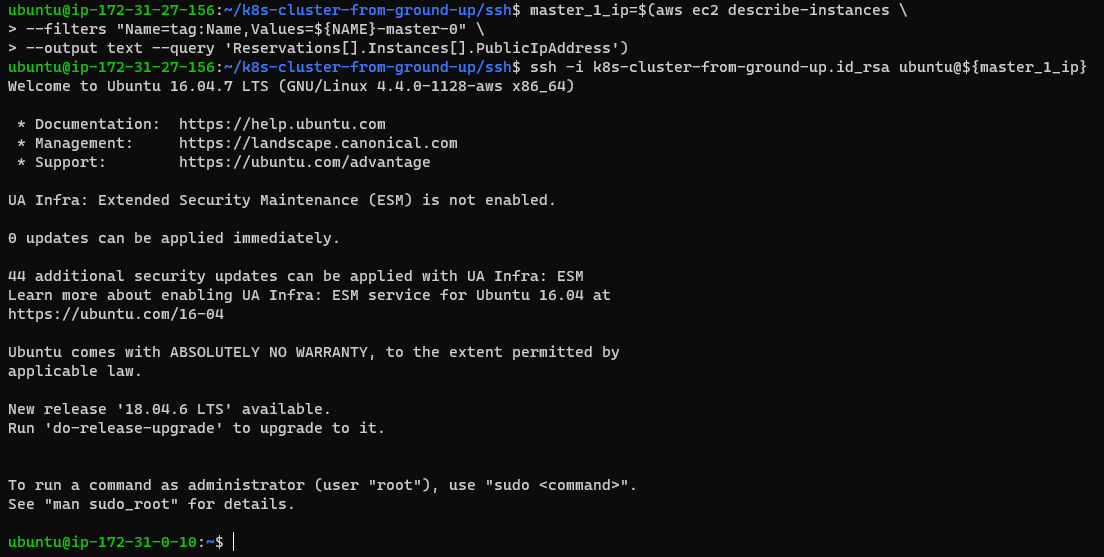 ubuntu@ip-172-31-27-156:~/k8s-cluster-from-ground-up/ssh$ master_1_ip=$(aws ec2 describe-instances \
> --filters "Name=tag:Name,Values=${NAME}-master-0" \
> --output text --query 'Reservations[].Instances[].PublicIpAddress')
ubuntu@ip-172-31-27-156:~/k8s-cluster-from-ground-up/ssh$ ssh -i k8s-cluster-from-ground-up.id_rsa ubuntu@${master_1_ip}
Welcome to Ubuntu 16.04.7 LTS (GNU/Linux 4.4.0-1128-aws x86_64)

 * Documentation:  https://help.ubuntu.com
 * Management:     https://landscape.canonical.com
 * Support:        https://ubuntu.com/advantage

UA Infra: Extended Security Maintenance (ESM) is not enabled.

0 updates can be applied immediately.

44 additional security updates can be applied with UA Infra: ESM
Learn more about enabling UA Infra: ESM service for Ubuntu 16.04 at
https://ubuntu.com/16-04

Ubuntu comes with ABSOLUTELY NO WARRANTY, to the extent permitted by
applicable law.

New release '18.04.6 LTS' available.
Run 'do-release-upgrade' to upgrade to it.


To run a command as administrator (user "root"), use "sudo <command>".
See "man sudo_root" for details.

ubuntu@ip-172-31-0-10:~$